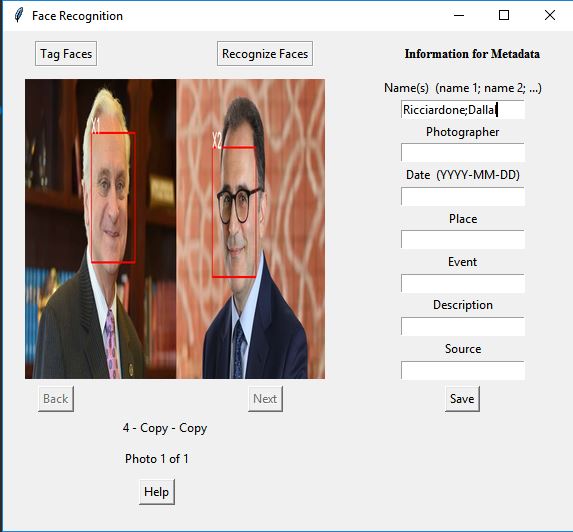 Face Recognition
Tag Faces
Recognize Faces
X1
X2
Information for Metadata
Name(s) (name 1; name 2; ...)
Ricciardone;Dallal
Photographer
Date (YYYY-MM-DD)
Place
Event
Description
Source
Back
Next
Save
4 - Copy - Copy
Photo 1 of 1
Help